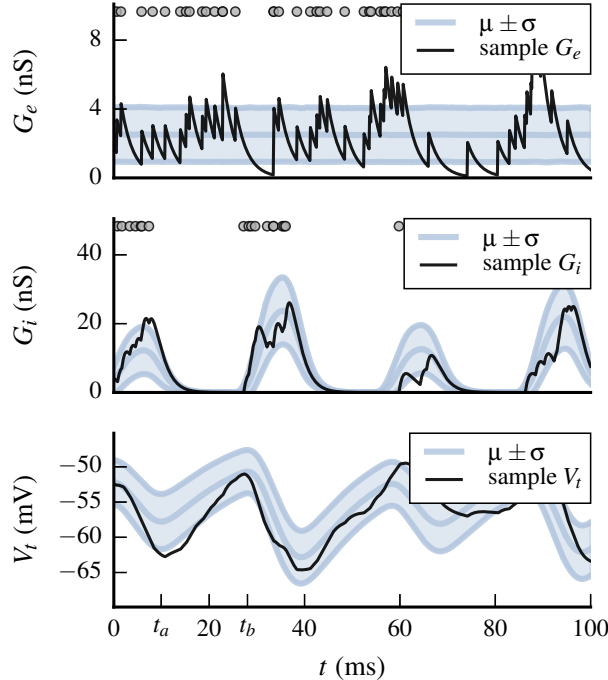 8
4
0
G_e (nS)
μ ± σ
sample G_e
40
20
0
G_i (nS)
μ ± σ
sample G_i
−50
−55
−60
−65
V_t (mV)
μ ± σ
sample V_t
0 t_a 20 t_b 40 60 80 100
t (ms)